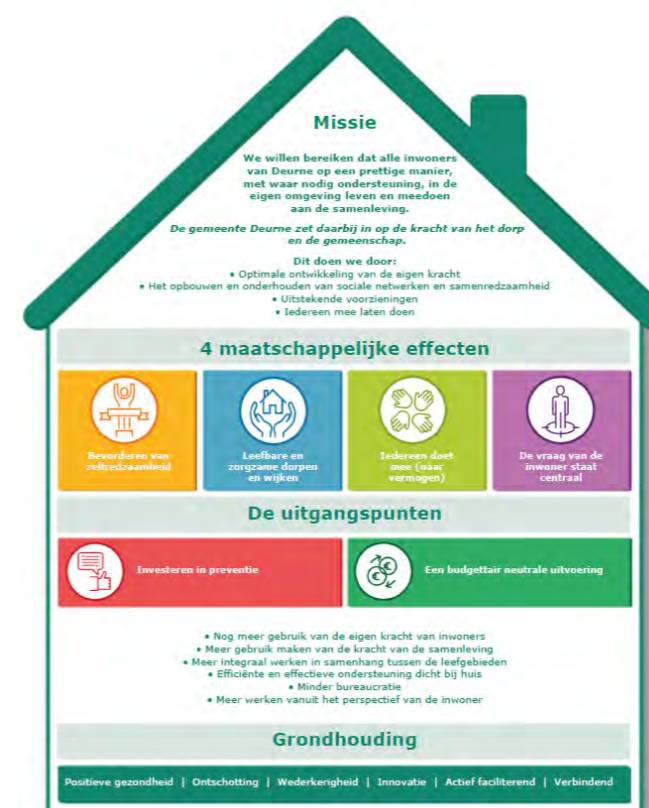 Missie
We willen bereiken dat alle inwoners
van Deurne op een prettige manier,
met waar nodig ondersteuning, in de
eigen omgeving leven en meedoen
aan de samenleving.
De gemeente Deurne zet daarbij in op de kracht van het dorp
en de gemeenschap.
Dit doen we door:
• Optimale ontwikkeling van de eigen kracht
• Het opbouwen en onderhouden van sociale netwerken en samenredzaamheid
• Uitstekende voorzieningen
• Iedereen mee laten doen
4 maatschappelijke effecten
Bevorderen van
zelfredzaamheid
Leefbare en
zorgzame dorpen
en wijken
Iedereen doet
mee (naar
vermogen)
De vraag van de
inwoner staat
centraal
De uitgangspunten
Investeren in preventie
Een budgettair neutrale uitvoering
• Nog meer gebruik van de eigen kracht van inwoners
• Meer gebruik maken van de kracht van de samenleving
• Meer integraal werken in samenhang tussen de leefgebieden
• Efficiënte en effectieve ondersteuning dicht bij huis
• Minder bureaucratie
• Meer werken vanuit het perspectief van de inwoner
Grondhouding
Positieve gezondheid | Ontschotting | Wederkerigheid | Innovatie | Actief faciliterend | Verbindend